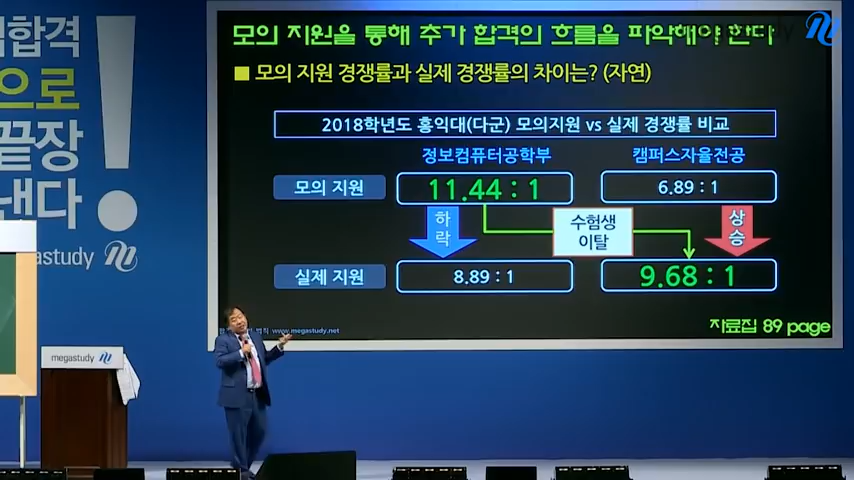 합격
으로
끝장
낸다
megastudy
모의 지원을 통해 추가 합격의 흐름을 파악해야 한다
■ 모의 지원 경쟁률과 실제 경쟁률의 차이는? (자연)
2018학년도 홍익대(다군) 모의지원 vs 실제 경쟁률 비교
정보컴퓨터공학부 캠퍼스자율전공
모의 지원 11.44 : 1 6.89 : 1
하락 수험생 이탈 상승
실제 지원 8.89 : 1 9.68 : 1
자료집 89 page
www.megastudy.net
megastudy